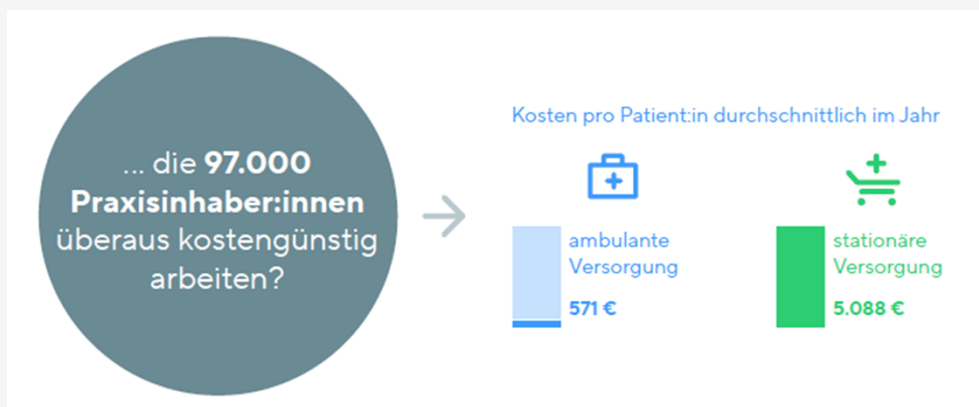 ... die 97.000
Praxisinhaber:innen
überaus kostengünstig
arbeiten?
Kosten pro Patient:in durchschnittlich im Jahr
ambulante
Versorgung
571 €
stationäre
Versorgung
5.088 €